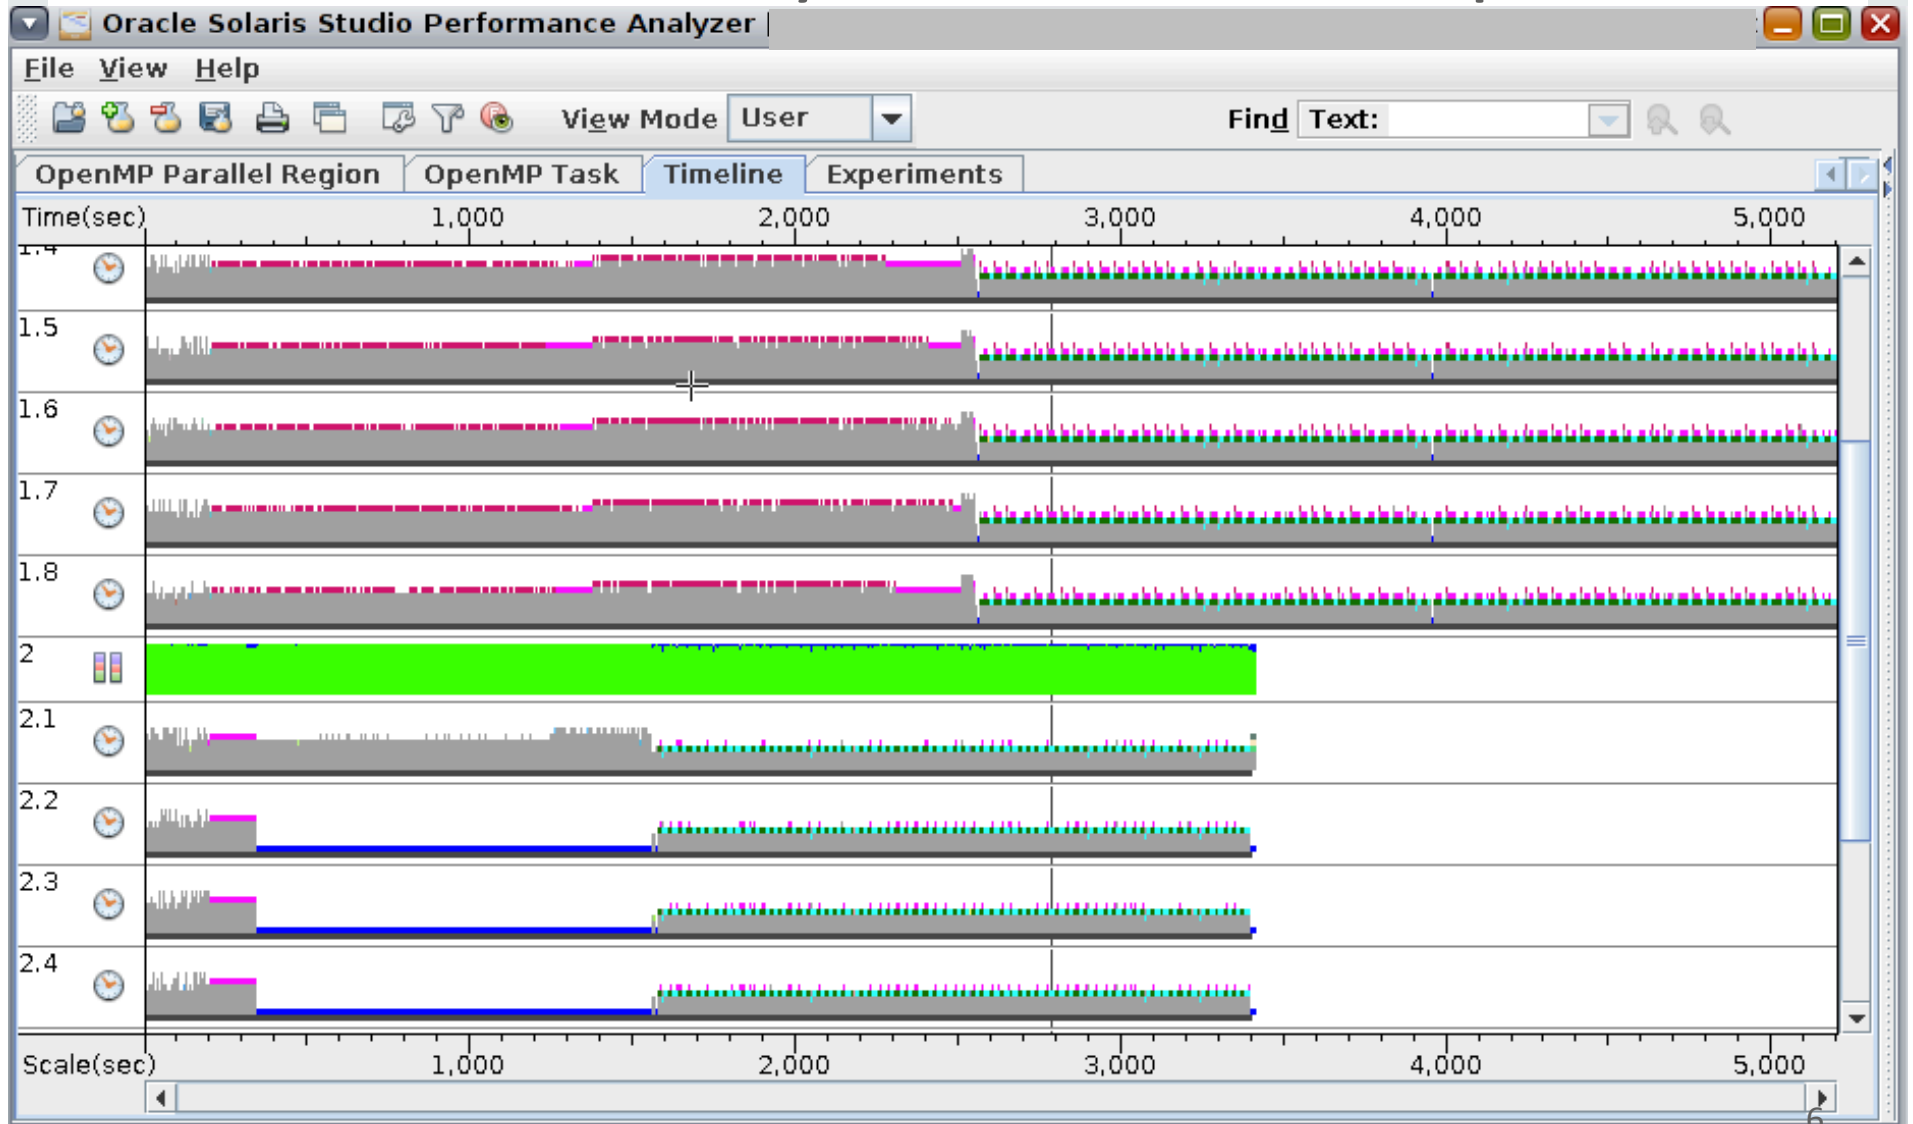 Oracle Solaris Studio Performance Analyzer
File View Help
View Mode User Find Text:
OpenMP Parallel Region OpenMP Task Timeline Experiments
Time(sec) 1,000 2,000 3,000 4,000 5,000
1.4
1.5
1.6
1.7
1.8
2
2.1
2.2
2.3
2.4
Scale(sec) 1,000 2,000 3,000 4,000 5,000
6